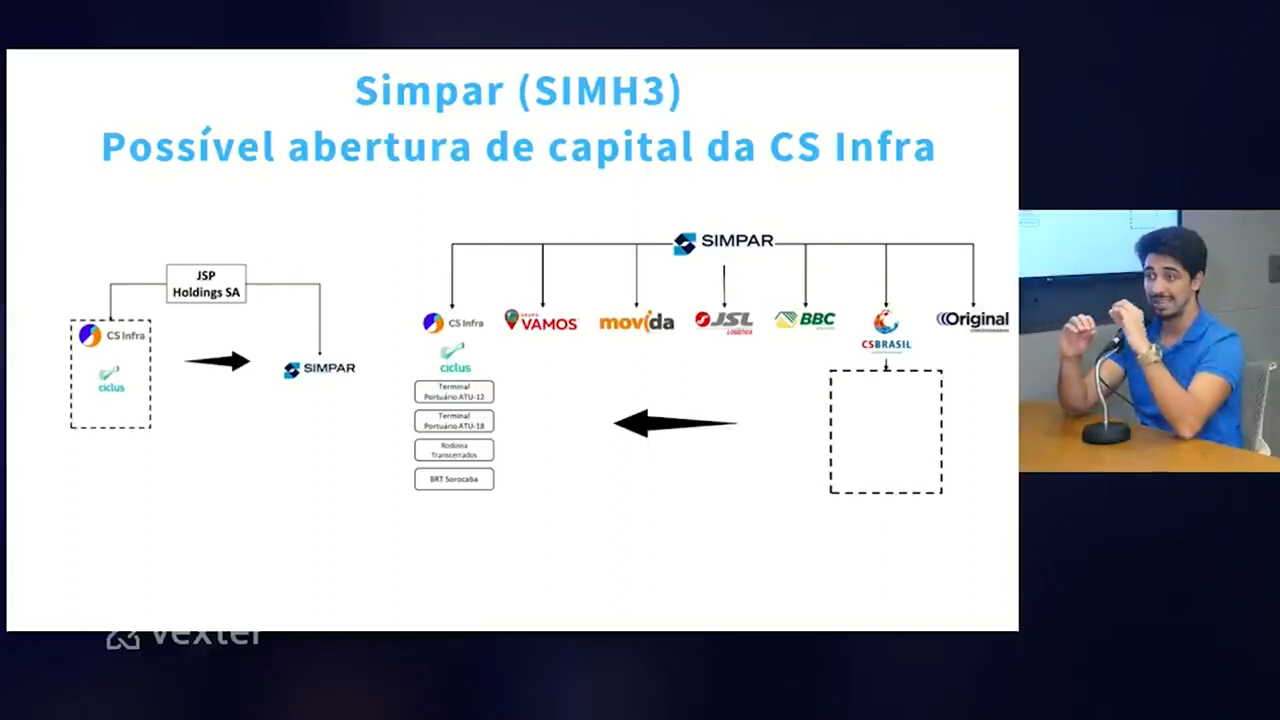 Simpar (SIMH3)
Possível abertura de capital da CS Infra
JSP
Holdings SA
CS Infra
ciclus
SIMPAR
SIMPAR
CS Infra
ciclus
Terminal
Portuário ATU-12
Terminal
Portuário ATU-18
Rodovia
Transcerrados
BRT Sorocaba
GRUPO
VAMOS
movida
JSL
LOGÍSTICA
BBC
CSBRASIL
Original
vexter